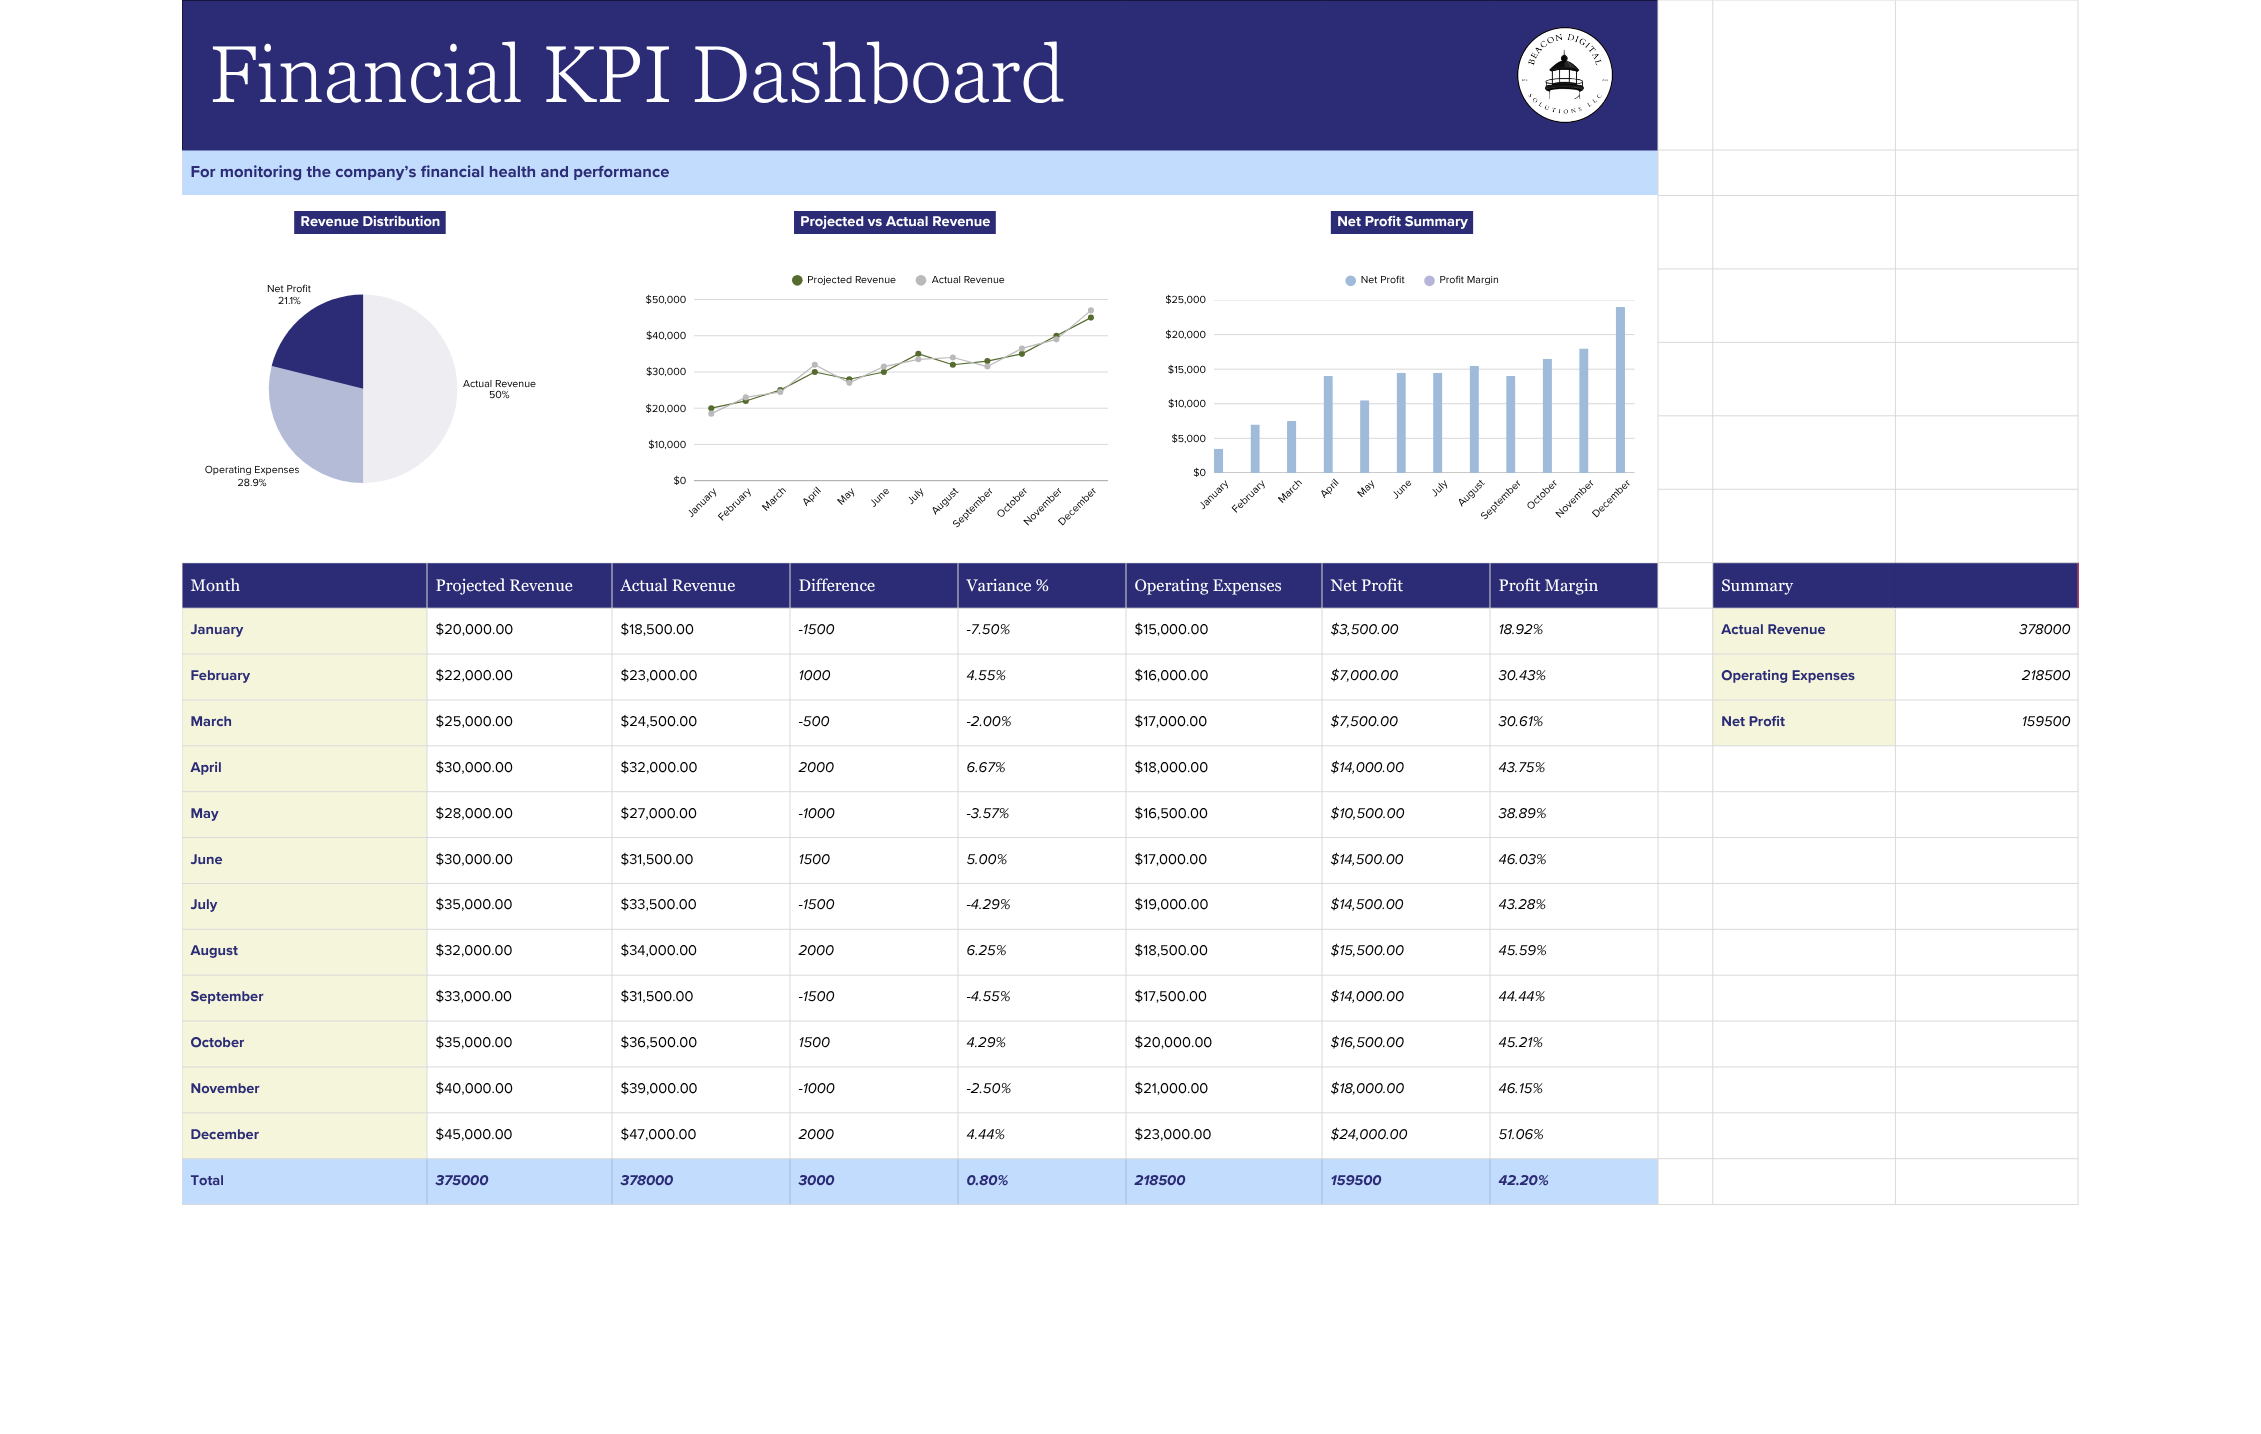 Financial KPI Dashboard
BEACON DIGITAL
SOLUTIONS LLC
For monitoring the company’s financial health and performance
Revenue Distribution
Net Profit
21.1%
Actual Revenue
50%
Operating Expenses
28.9%
Projected vs Actual Revenue
Projected Revenue Actual Revenue
$50,000
$40,000
$30,000
$20,000
$10,000
$0
January February March April May June July August September October November December
Net Profit Summary
Net Profit Profit Margin
$25,000
$20,000
$15,000
$10,000
$5,000
$0
January February March April May June July August September October November December
Month Projected Revenue Actual Revenue Difference Variance % Operating Expenses Net Profit Profit Margin
January $20,000.00 $18,500.00 -1500 -7.50% $15,000.00 $3,500.00 18.92%
February $22,000.00 $23,000.00 1000 4.55% $16,000.00 $7,000.00 30.43%
March $25,000.00 $24,500.00 -500 -2.00% $17,000.00 $7,500.00 30.61%
April $30,000.00 $32,000.00 2000 6.67% $18,000.00 $14,000.00 43.75%
May $28,000.00 $27,000.00 -1000 -3.57% $16,500.00 $10,500.00 38.89%
June $30,000.00 $31,500.00 1500 5.00% $17,000.00 $14,500.00 46.03%
July $35,000.00 $33,500.00 -1500 -4.29% $19,000.00 $14,500.00 43.28%
August $32,000.00 $34,000.00 2000 6.25% $18,500.00 $15,500.00 45.59%
September $33,000.00 $31,500.00 -1500 -4.55% $17,500.00 $14,000.00 44.44%
October $35,000.00 $36,500.00 1500 4.29% $20,000.00 $16,500.00 45.21%
November $40,000.00 $39,000.00 -1000 -2.50% $21,000.00 $18,000.00 46.15%
December $45,000.00 $47,000.00 2000 4.44% $23,000.00 $24,000.00 51.06%
Total 375000 378000 3000 0.80% 218500 159500 42.20%
Summary
Actual Revenue 378000
Operating Expenses 218500
Net Profit 159500